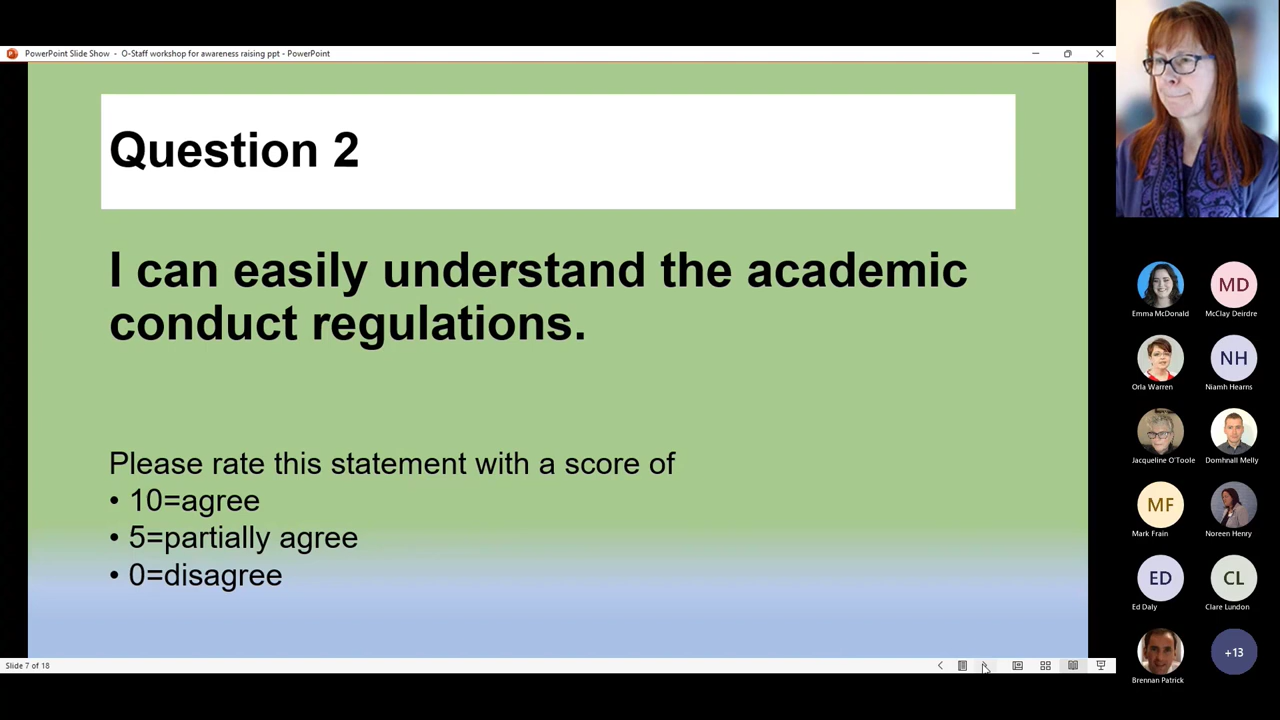 PowerPoint Slide Show - O-Staff workshop for awareness raising ppt - PowerPoint
Question 2
I can easily understand the academic
conduct regulations.
Please rate this statement with a score of
• 10=agree
• 5=partially agree
• 0=disagree
Slide 7 of 18
Emma McDonald
MD
McClay Deirdre
Orla Warren
NH
Niamh Hearns
Jacqueline O'Toole
Domhnall Melly
MF
Mark Frain
Noreen Henry
ED
Ed Daly
CL
Clare Lundon
Brennan Patrick
+13